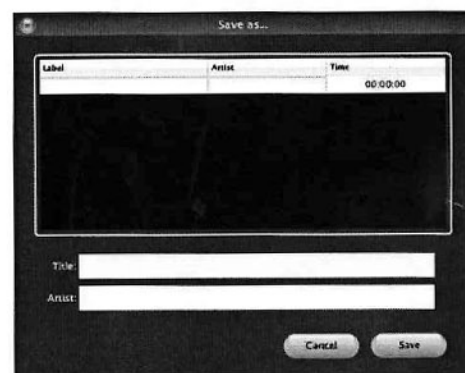 Save as...
Label Artist Time
00:00:00
Title:
Artist:
Cancel Save